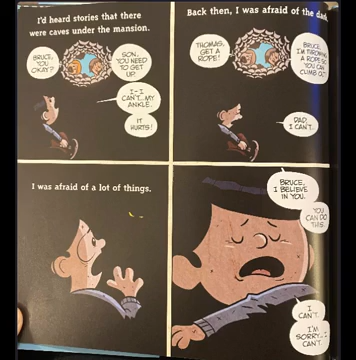 I'd heard stories that there
were caves under the mansion.
BRUCE,
YOU
OKAY?
SON,
YOU NEED
TO GET
UP.
I-I
CAN'T...MY
ANKLE.
IT
HURTS!
Back then, I was afraid of the dark.
THOMAS,
GET A
ROPE!
BRUCE,
I'M THROWING
A ROPE SO
YOU CAN
CLIMB
DAD,
I CAN'T.
I was afraid of a lot of things.
BRUCE,
I BELIEVE
IN YOU.
YOU
CAN DO
THIS.
I
CAN'T.
I'M
SORRY...I
CAN'T.